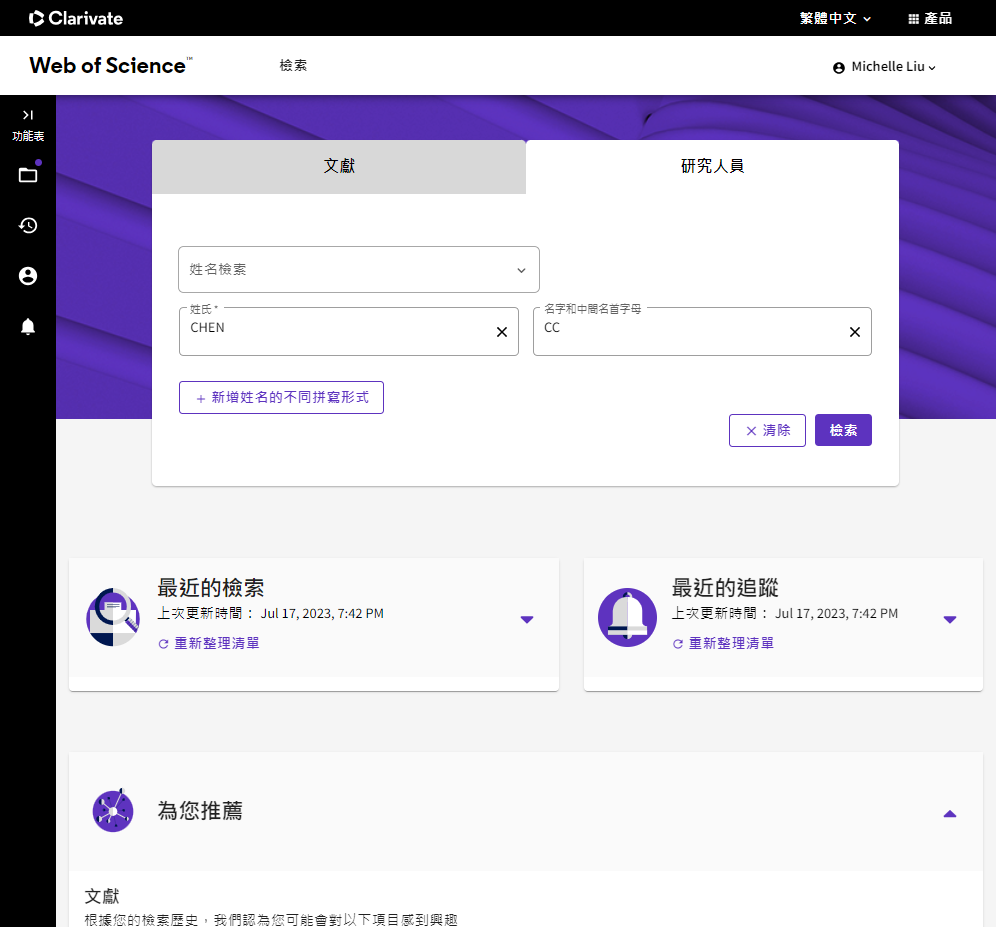 Clarivate
繁體中文
產品
Web of Science™
檢索
Michelle Liu
功能表
文獻
研究人員
姓名檢索
姓氏 *
CHEN
名字和中間名首字母
CC
+ 新增姓名的不同拼寫形式
× 清除
檢索
最近的檢索
上次更新時間： Jul 17, 2023, 7:42 PM
重新整理清單
最近的追蹤
上次更新時間： Jul 17, 2023, 7:42 PM
重新整理清單
為您推薦
文獻
根據您的檢索歷史，我們認為您可能會對以下項目感到興趣